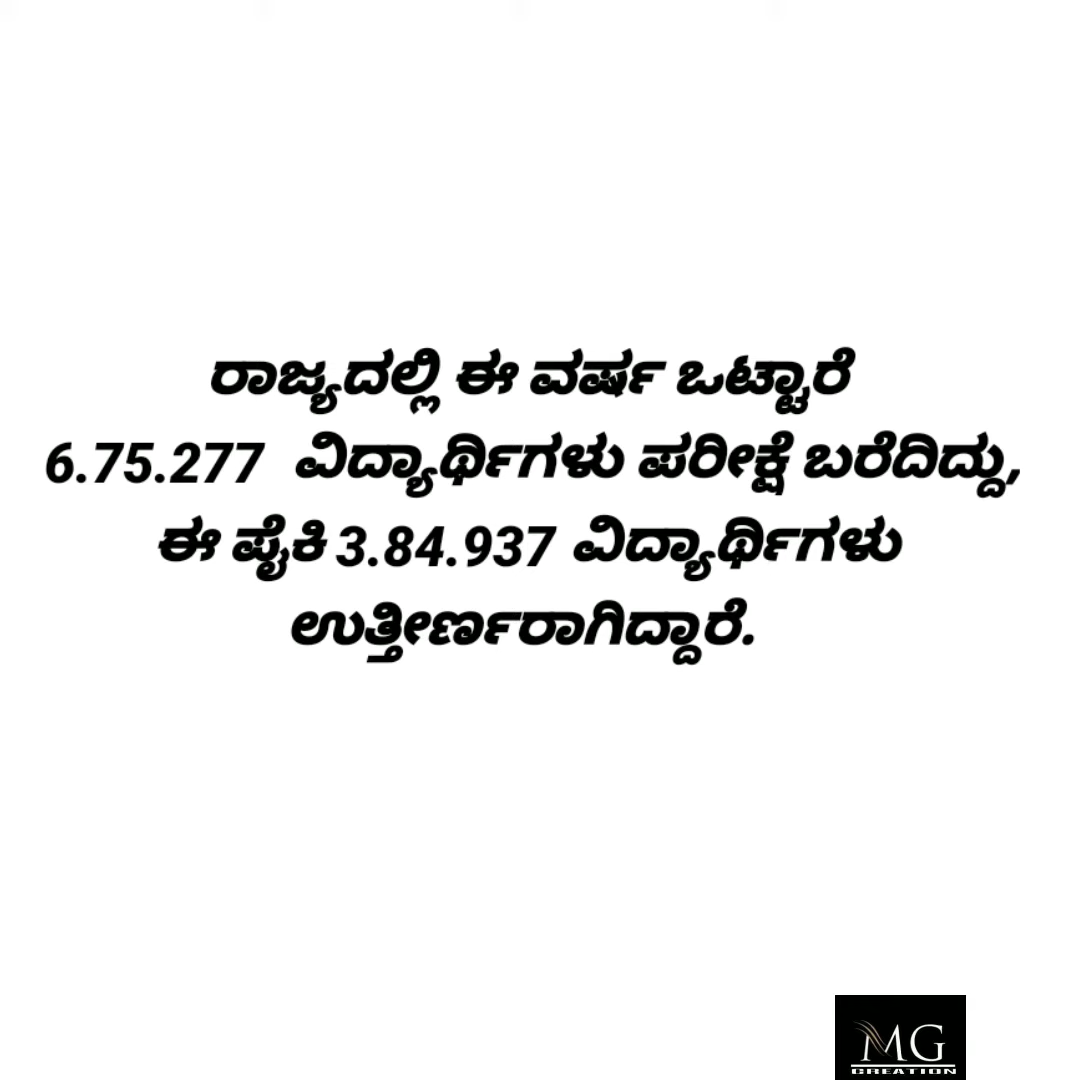 ರಾಜ್ಯದಲ್ಲಿ ಈ ವರ್ಷ ಒಟ್ಟಾರೆ
6.75.277 ವಿದ್ಯಾರ್ಥಿಗಳು ಪರೀಕ್ಷೆ ಬರೆದಿದ್ದು,
ಈ ಪೈಕಿ 3.84.937 ವಿದ್ಯಾರ್ಥಿಗಳು
ಉತ್ತೀರ್ಣರಾಗಿದ್ದಾರೆ.
MG
CREATION